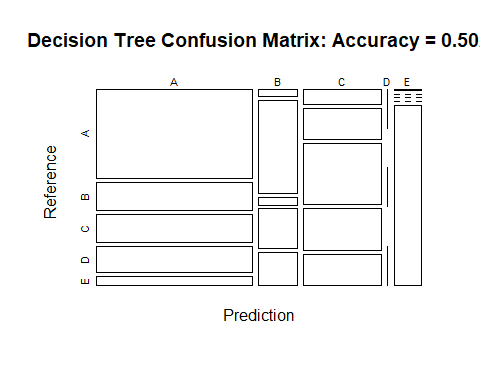 Decision Tree Confusion Matrix: Accuracy = 0.50
A B C D E
Reference
A
B
C
D
E
Prediction